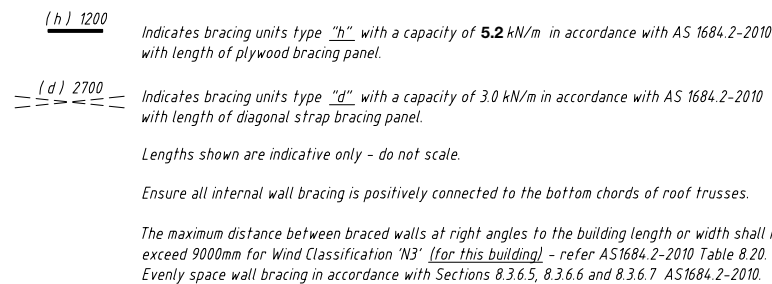 (h) 1200
Indicates bracing units type "h" with a capacity of 5.2 kN/m in accordance with AS 1684.2-2010
with length of plywood bracing panel.
(d) 2700
Indicates bracing units type "d" with a capacity of 3.0 kN/m in accordance with AS 1684.2-2010
with length of diagonal strap bracing panel.
Lengths shown are indicative only - do not scale.
Ensure all internal wall bracing is positively connected to the bottom chords of roof trusses.
The maximum distance between braced walls at right angles to the building length or width shall
exceed 9000mm for Wind Classification 'N3' (for this building) - refer AS1684.2-2010 Table 8.20.
Evenly space wall bracing in accordance with Sections 8.3.6.5, 8.3.6.6 and 8.3.6.7 AS1684.2-2010.